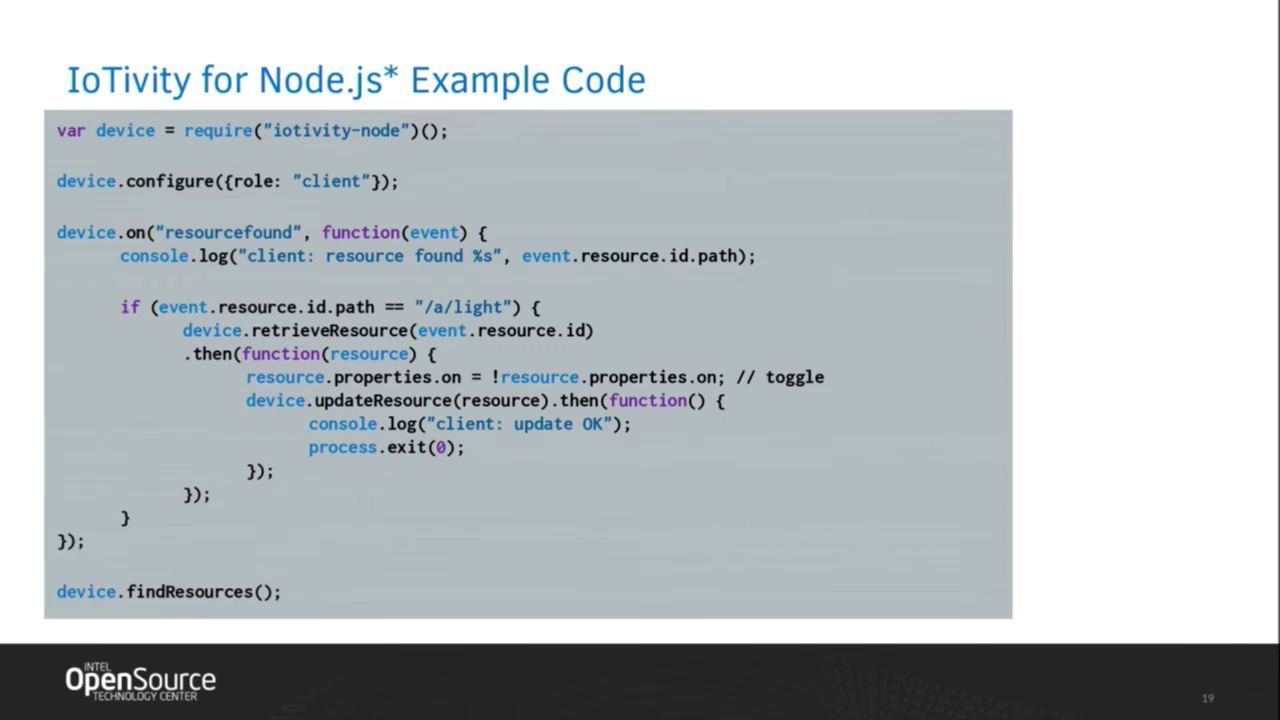 IoTivity for Node.js* Example Code
var device = require("iotivity-node")();
device.configure({role: "client"});
device.on("resourcefound", function(event) {
console.log("client: resource found %s", event.resource.id.path);
if (event.resource.id.path == "/a/light") {
device.retrieveResource(event.resource.id)
.then(function(resource) {
resource.properties.on = !resource.properties.on; // toggle
device.updateResource(resource).then(function() {
console.log("client: update OK");
process.exit(0);
});
});
}
});
device.findResources();
INTEL
OpenSource
TECHNOLOGY CENTER
19